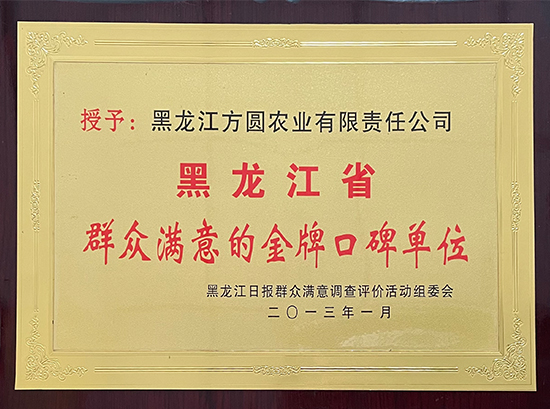 授予：黑龙江方圆农业有限责任公司
黑龙江省
群众满意的金牌口碑单位
黑龙江日报群众满意调查评价活动组委会
二〇一三年一月